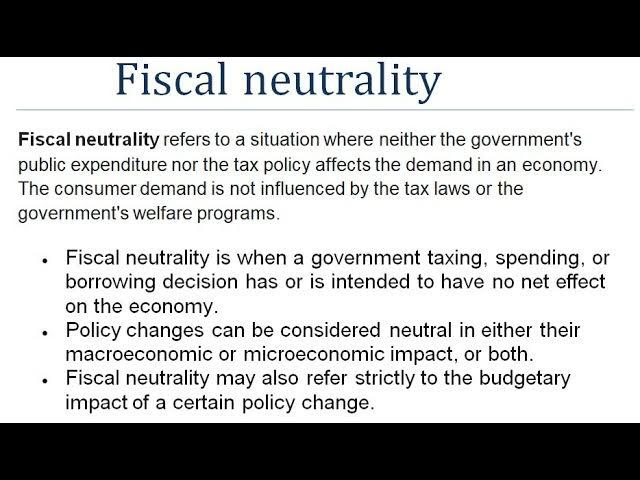 Fiscal neutrality
Fiscal neutrality refers to a situation where neither the government's
public expenditure nor the tax policy affects the demand in an economy.
The consumer demand is not influenced by the tax laws or the
government's welfare programs.
• Fiscal neutrality is when a government taxing, spending, or
borrowing decision has or is intended to have no net effect
on the economy.
• Policy changes can be considered neutral in either their
macroeconomic or microeconomic impact, or both.
• Fiscal neutrality may also refer strictly to the budgetary
impact of a certain policy change.